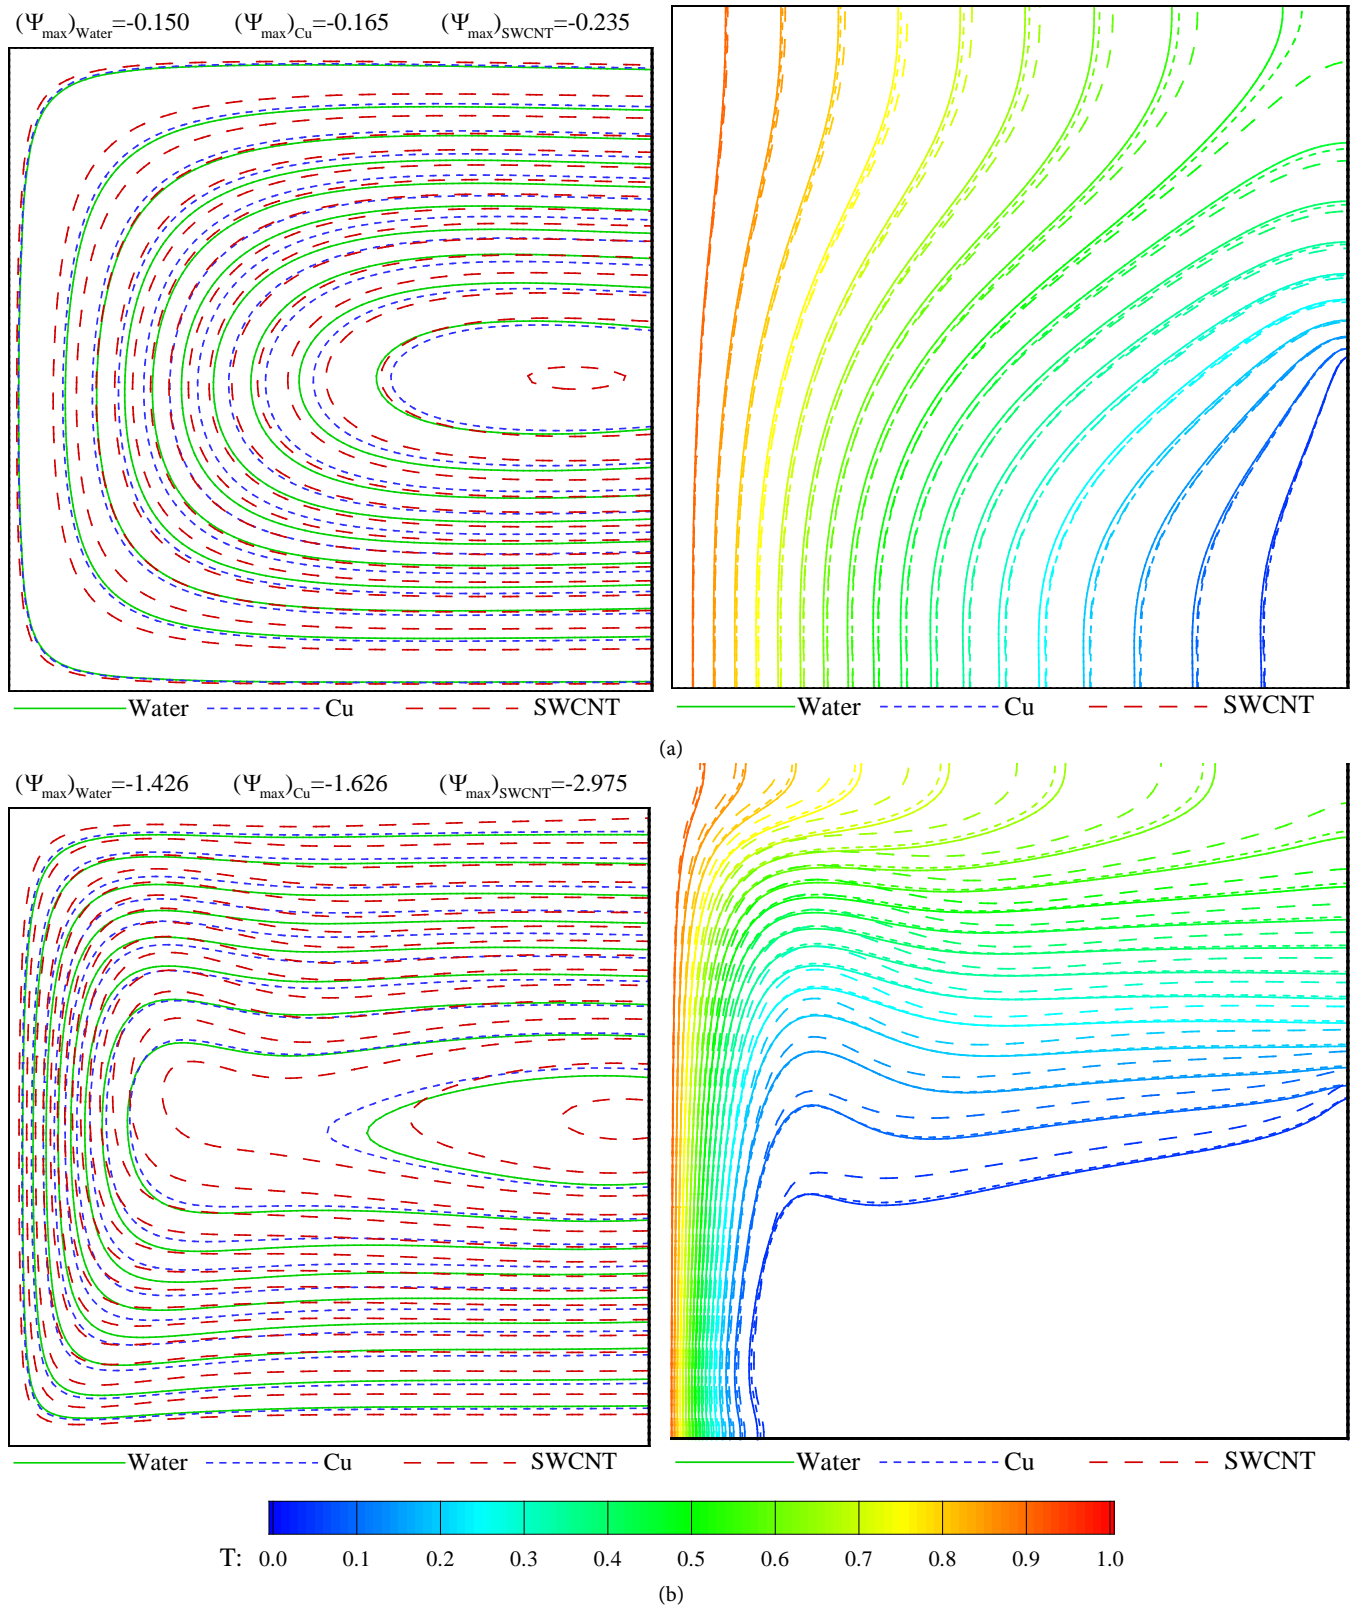 (Ψmax)Water=-0.150 (Ψmax)Cu=-0.165 (Ψmax)SWCNT=-0.235
Water Cu SWCNT
Water Cu SWCNT
(a)
(Ψmax)Water=-1.426 (Ψmax)Cu=-1.626 (Ψmax)SWCNT=-2.975
Water Cu SWCNT
Water Cu SWCNT
T: 0.0 0.1 0.2 0.3 0.4 0.5 0.6 0.7 0.8 0.9 1.0
(b)